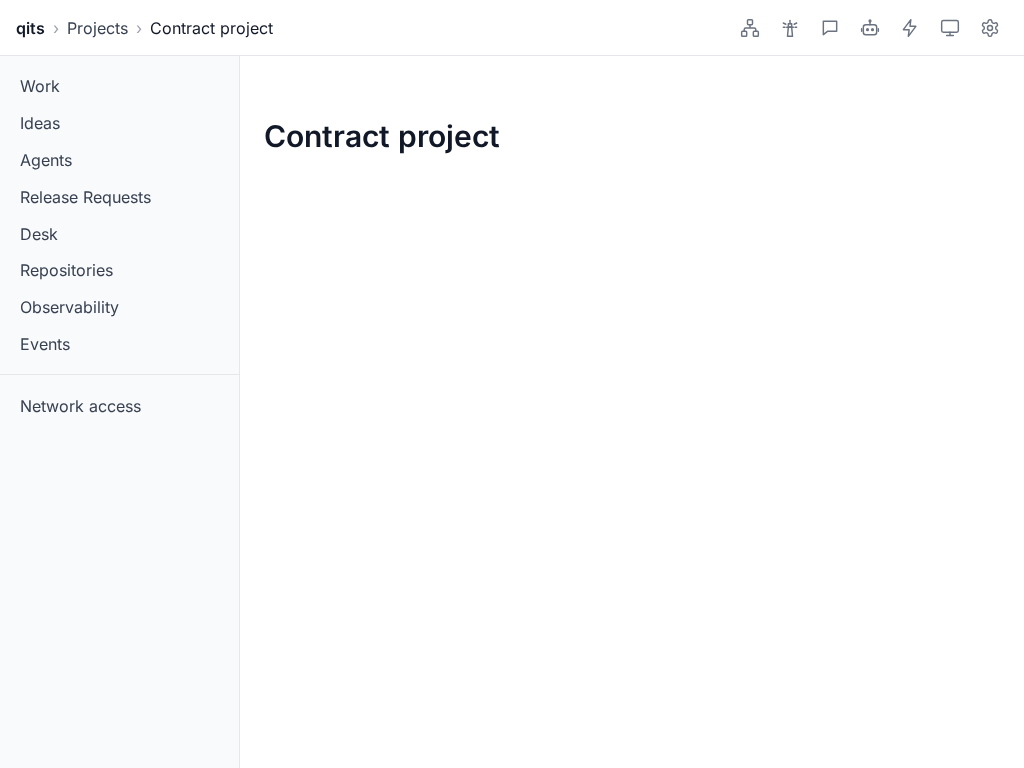 qits › Projects › Contract project
Work
Ideas
Agents
Release Requests
Desk
Repositories
Observability
Events
Network access
Contract project